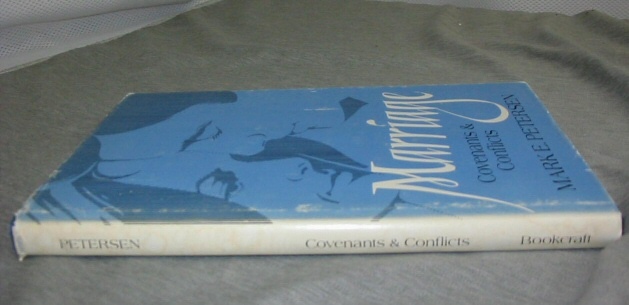 Marriage
Covenants &
Conflicts
MARK E. PETERSEN
PETERSEN Covenants & Conflicts Bookcraft